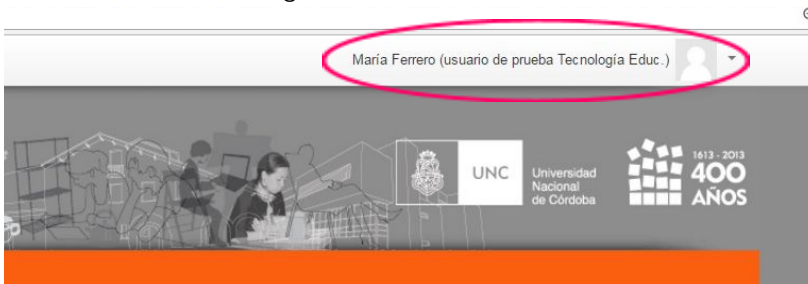 María Ferrero (usuario de prueba Tecnología Educ.)
UNC
Universidad
Nacional
de Córdoba
1613 - 2013
400
AÑOS